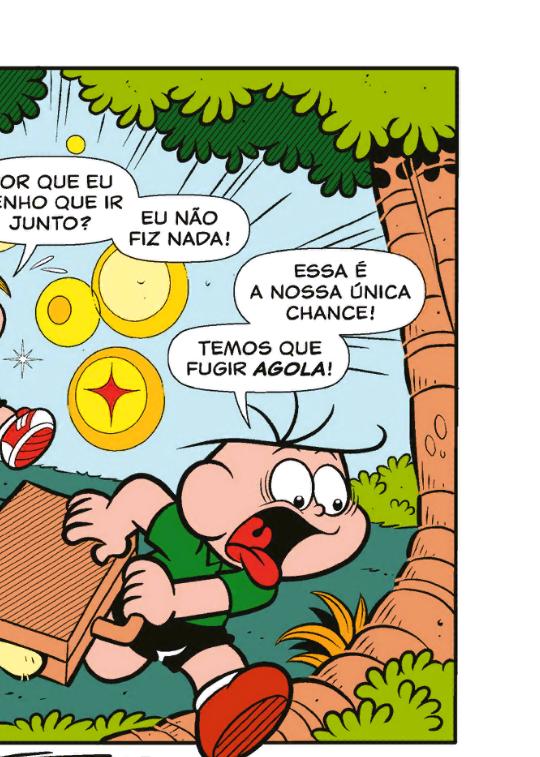 OR QUE EU
ENHO QUE IR
JUNTO?
EU NÃO
FIZ NADA!
ESSA É
A NOSSA ÚNICA
CHANCE!
TEMOS QUE
FUGIR AGOLA!